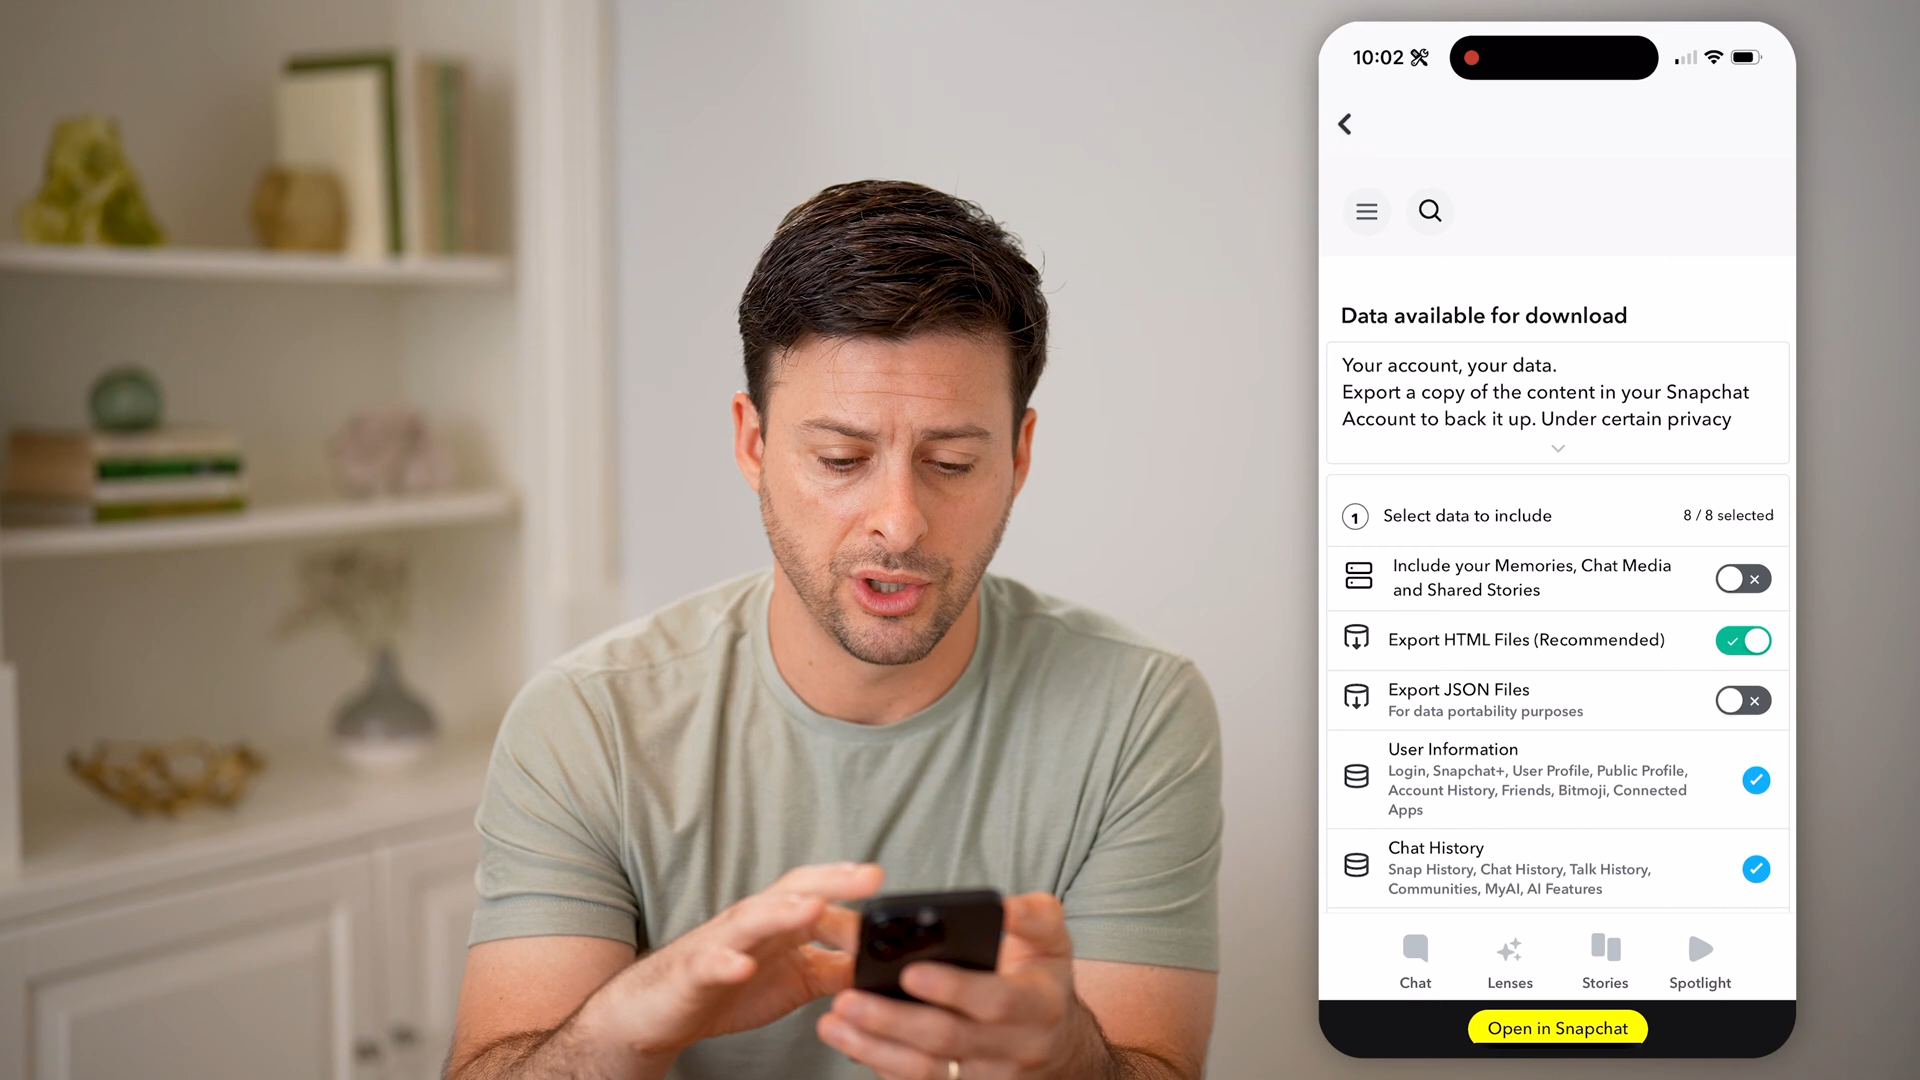 10:02
Data available for download
Your account, your data.
Export a copy of the content in your Snapchat
Account to back it up. Under certain privacy
1 Select data to include 8 / 8 selected
Include your Memories, Chat Media
and Shared Stories
Export HTML Files (Recommended)
Export JSON Files
For data portability purposes
User Information
Login, Snapchat+, User Profile, Public Profile,
Account History, Friends, Bitmoji, Connected
Apps
Chat History
Snap History, Chat History, Talk History,
Communities, MyAI, AI Features
Chat Lenses Stories Spotlight
Open in Snapchat